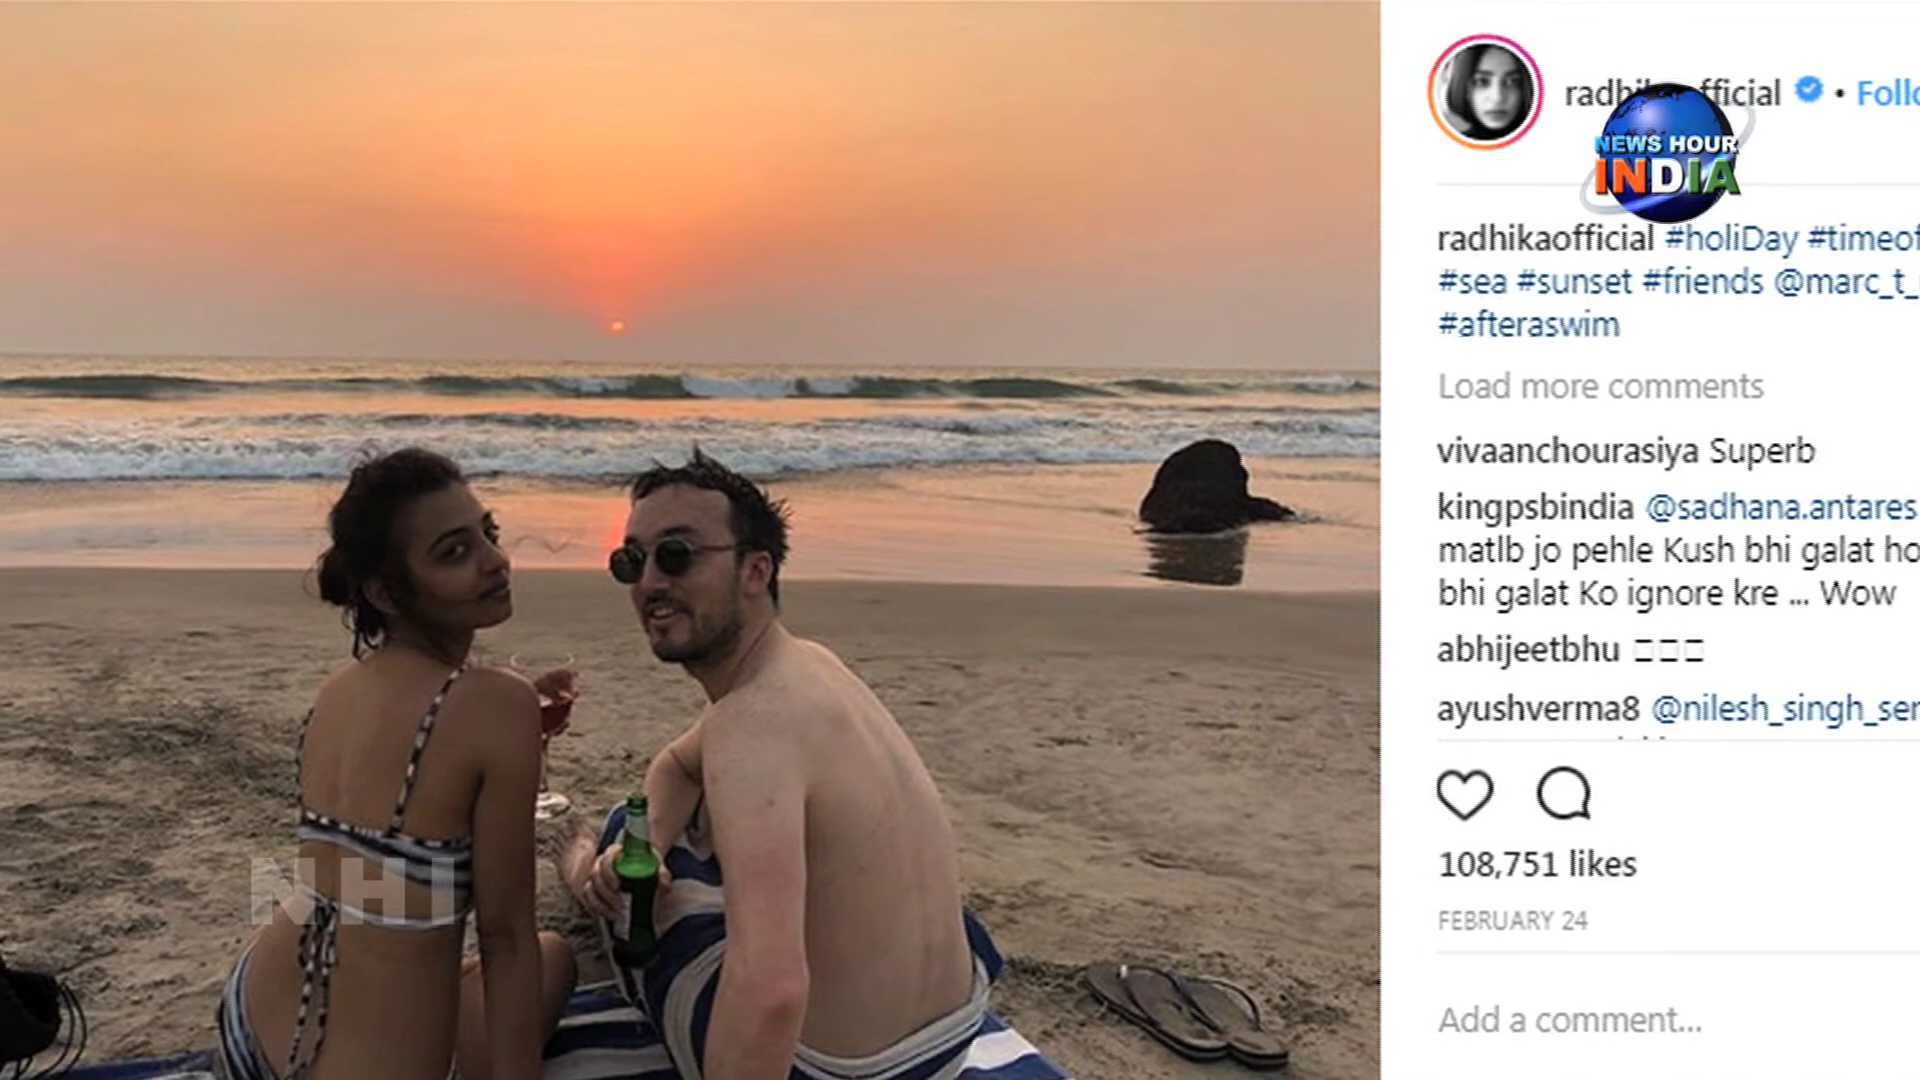 radhikaofficial • Follo
NEWS HOUR
INDIA
radhikaofficial #holiDay #timeof
#sea #sunset #friends @marc_t_
#afteraswim
Load more comments
vivaanchourasiya Superb
kingpsbindia @sadhana.antares
matlb jo pehle Kush bhi galat ho
bhi galat Ko ignore kre ... Wow
abhijeetbhu
ayushverma8 @nilesh_singh_ser
108,751 likes
FEBRUARY 24
Add a comment...
NHI